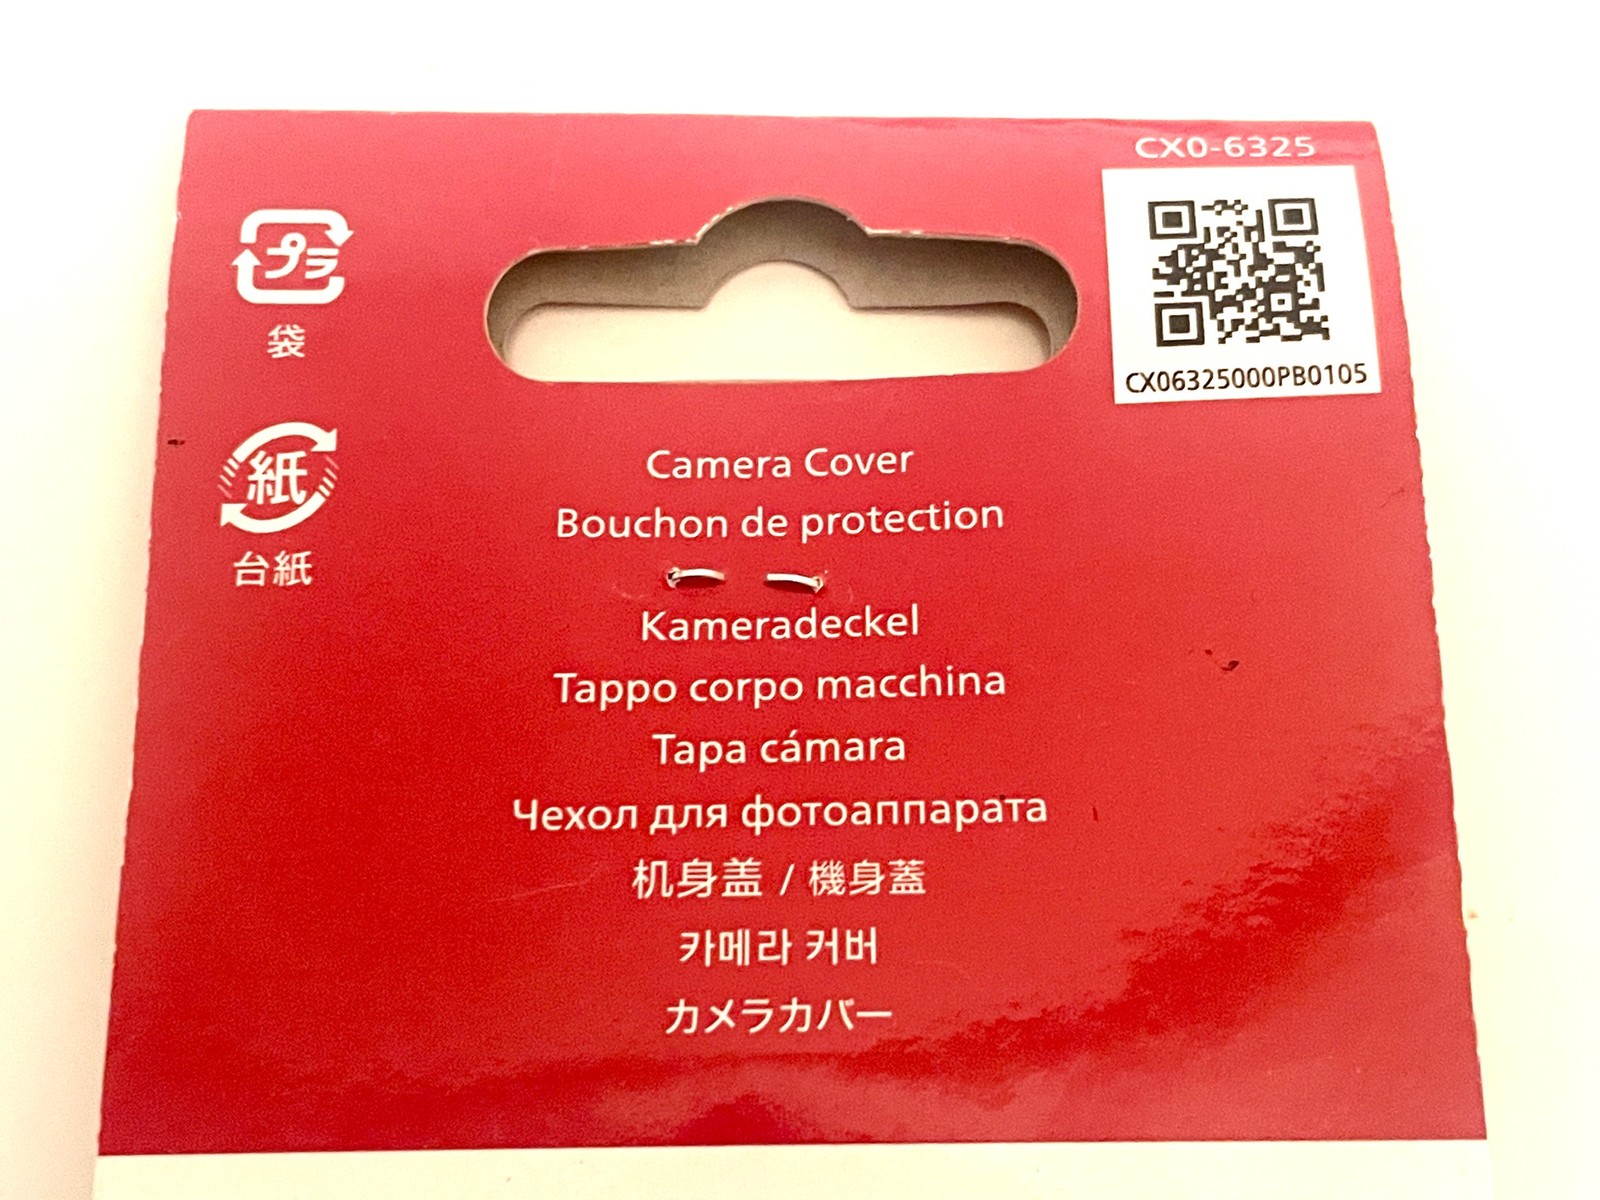 CX0-6325
CX06325000PB0105
プラ
袋
紙
台紙
Camera Cover
Bouchon de protection
Kameradeckel
Tappo corpo macchina
Tapa cámara
Чехол для фотоаппарата
机身盖 / 機身蓋
카메라 커버
カメラカバー